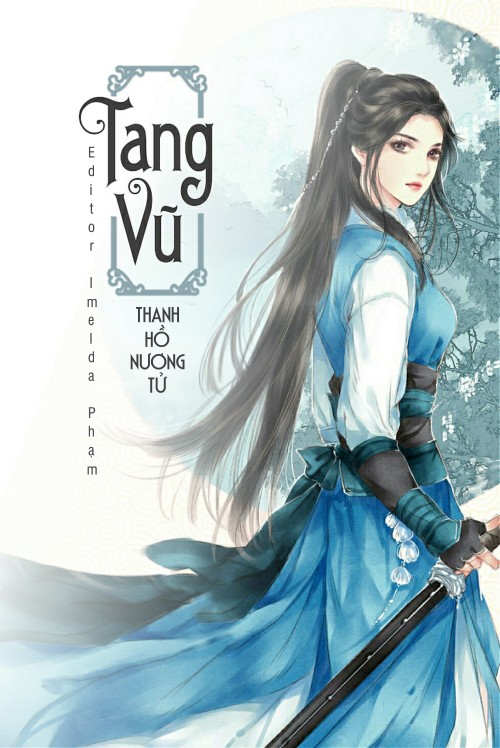 Tang
Vũ
THANH
HỒ
NƯƠNG
TỬ
Editor Imelda Phạm